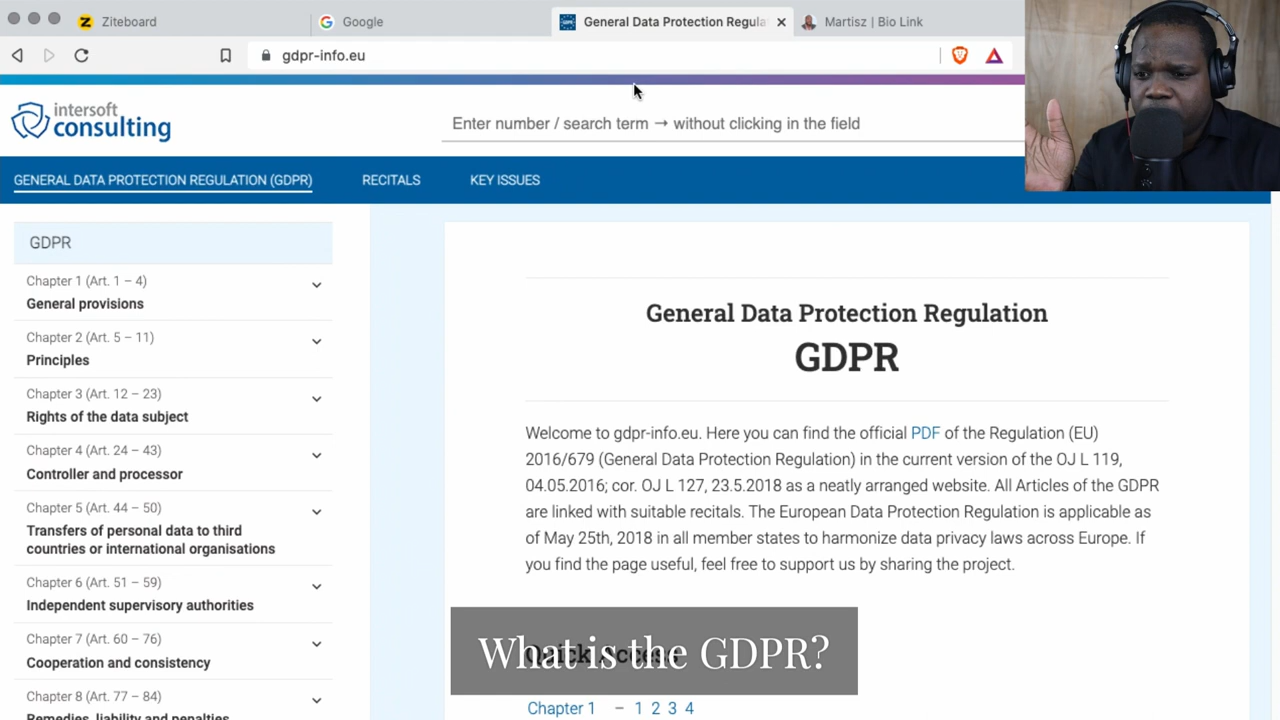 Ziteboard
Google
General Data Protection Regula
Martisz | Bio Link
gdpr-info.eu
intersoft
consulting
Enter number / search term → without clicking in the field
GENERAL DATA PROTECTION REGULATION (GDPR)
RECITALS
KEY ISSUES
GDPR
Chapter 1 (Art. 1 – 4)
General provisions
Chapter 2 (Art. 5 – 11)
Principles
Chapter 3 (Art. 12 – 23)
Rights of the data subject
Chapter 4 (Art. 24 – 43)
Controller and processor
Chapter 5 (Art. 44 – 50)
Transfers of personal data to third
countries or international organisations
Chapter 6 (Art. 51 – 59)
Independent supervisory authorities
Chapter 7 (Art. 60 – 76)
Cooperation and consistency
Chapter 8 (Art. 77 – 84)
Remedies, liability and penalties
General Data Protection Regulation
GDPR
Welcome to gdpr-info.eu. Here you can find the official PDF of the Regulation (EU)
2016/679 (General Data Protection Regulation) in the current version of the OJ L 119,
04.05.2016; cor. OJ L 127, 23.5.2018 as a neatly arranged website. All Articles of the GDPR
are linked with suitable recitals. The European Data Protection Regulation is applicable as
of May 25th, 2018 in all member states to harmonize data privacy laws across Europe. If
you find the page useful, feel free to support us by sharing the project.
Quick Access
What is the GDPR?
Chapter 1 – 1 2 3 4